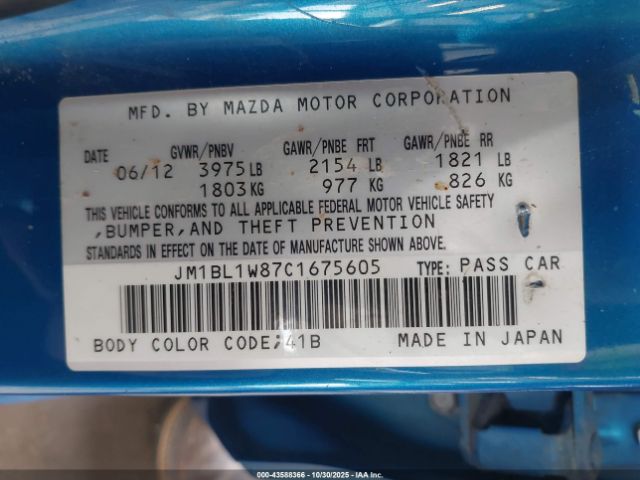 MFD. BY MAZDA MOTOR CORPORATION
DATE GVWR/PNBV GAWR/PNBE FRT GAWR/PNBE RR
06/12 3975 LB 2154 LB 1821 LB
1803 KG 977 KG 826 KG
THIS VEHICLE CONFORMS TO ALL APPLICABLE FEDERAL MOTOR VEHICLE SAFETY
,BUMPER,AND THEFT PREVENTION
STANDARDS IN EFFECT ON THE DATE OF MANUFACTURE SHOWN ABOVE.
JM1BL1W87C1675605 TYPE: PASS CAR
BODY COLOR CODE:41B MADE IN JAPAN
000-43588366 - 10/30/2025 - IAAI, Inc.